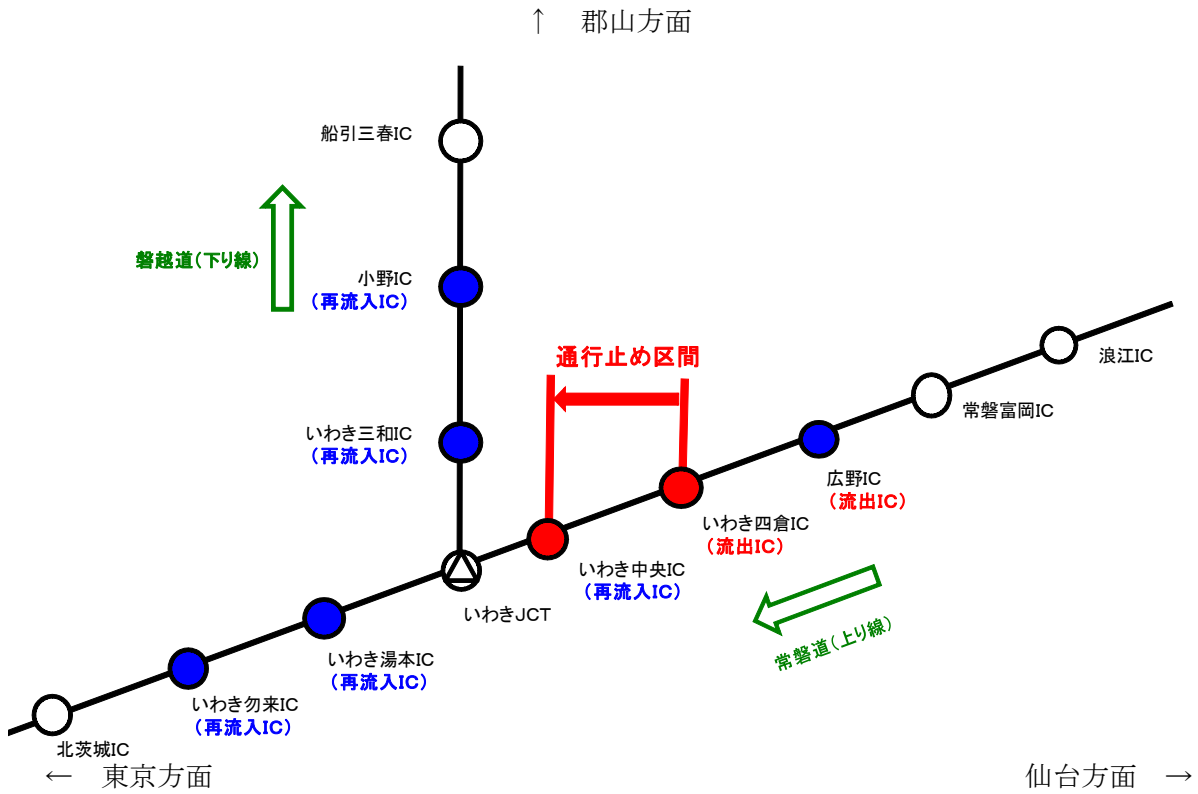 ↑ 郡山方面
船引三春IC
磐越道(下り線)
小野IC
(再流入IC)
通行止め区間
浪江IC
常磐富岡IC
いわき三和IC
(再流入IC)
広野IC
(流出IC)
いわき四倉IC
(流出IC)
いわき中央IC
(再流入IC)
いわきJCT
常磐道(上り線)
いわき湯本IC
(再流入IC)
いわき勿来IC
(再流入IC)
北茨城IC
← 東京方面
仙台方面 →